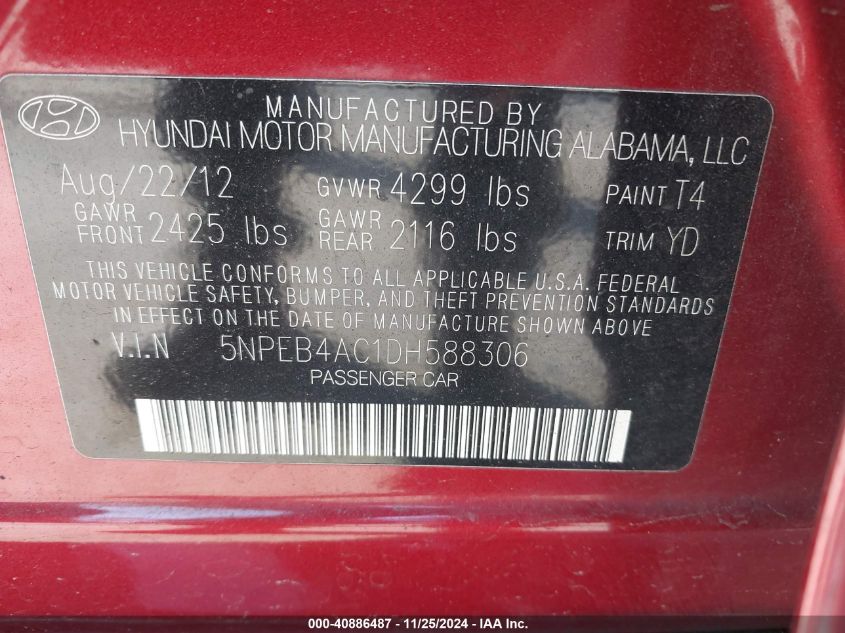 MANUFACTURED BY
HYUNDAI MOTOR MANUFACTURING ALABAMA, LLC
Aug/22/12 GVWR 4299 lbs PAINT T4
GAWR FRONT 2425 lbs GAWR REAR 2116 lbs TRIM YD
THIS VEHICLE CONFORMS TO ALL APPLICABLE U.S.A. FEDERAL
MOTOR VEHICLE SAFETY, BUMPER, AND THEFT PREVENTION STANDARDS
IN EFFECT ON THE DATE OF MANUFACTURE SHOWN ABOVE
V.I.N 5NPEB4AC1DH588306
PASSENGER CAR
000-40886487 - 11/25/2024 - IAA Inc.